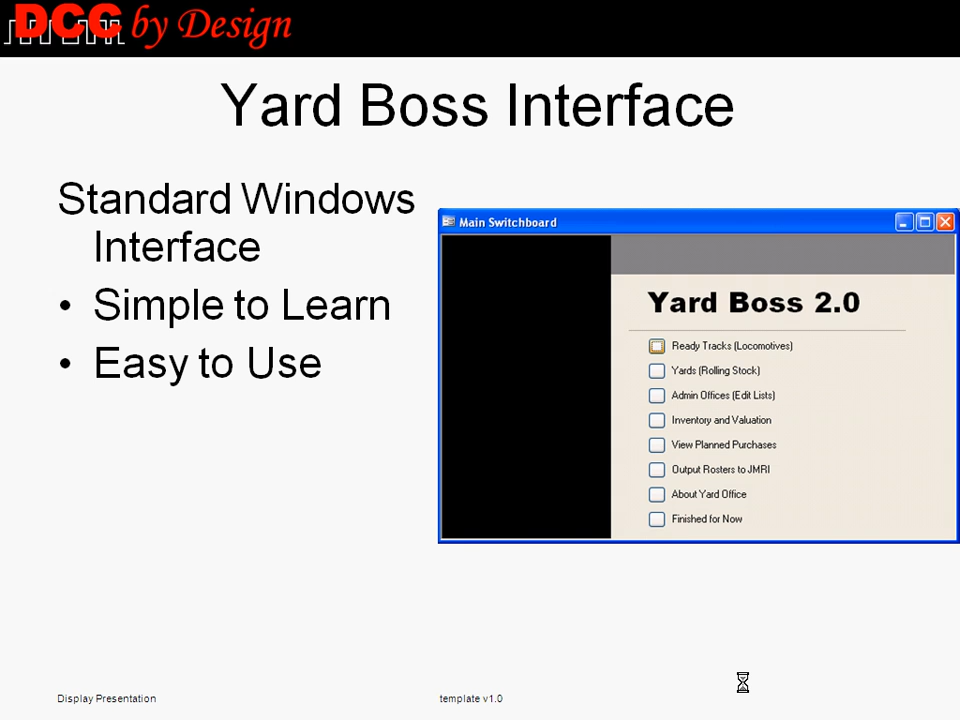 DCC by Design
Yard Boss Interface
Standard Windows
Interface
• Simple to Learn
• Easy to Use
Main Switchboard
Yard Boss 2.0
Ready Tracks (Locomotives)
Yards (Rolling Stock)
Admin Offices (Edit Lists)
Inventory and Valuation
View Planned Purchases
Output Rosters to JMRI
About Yard Office
Finished for Now
Display Presentation
template v1.0